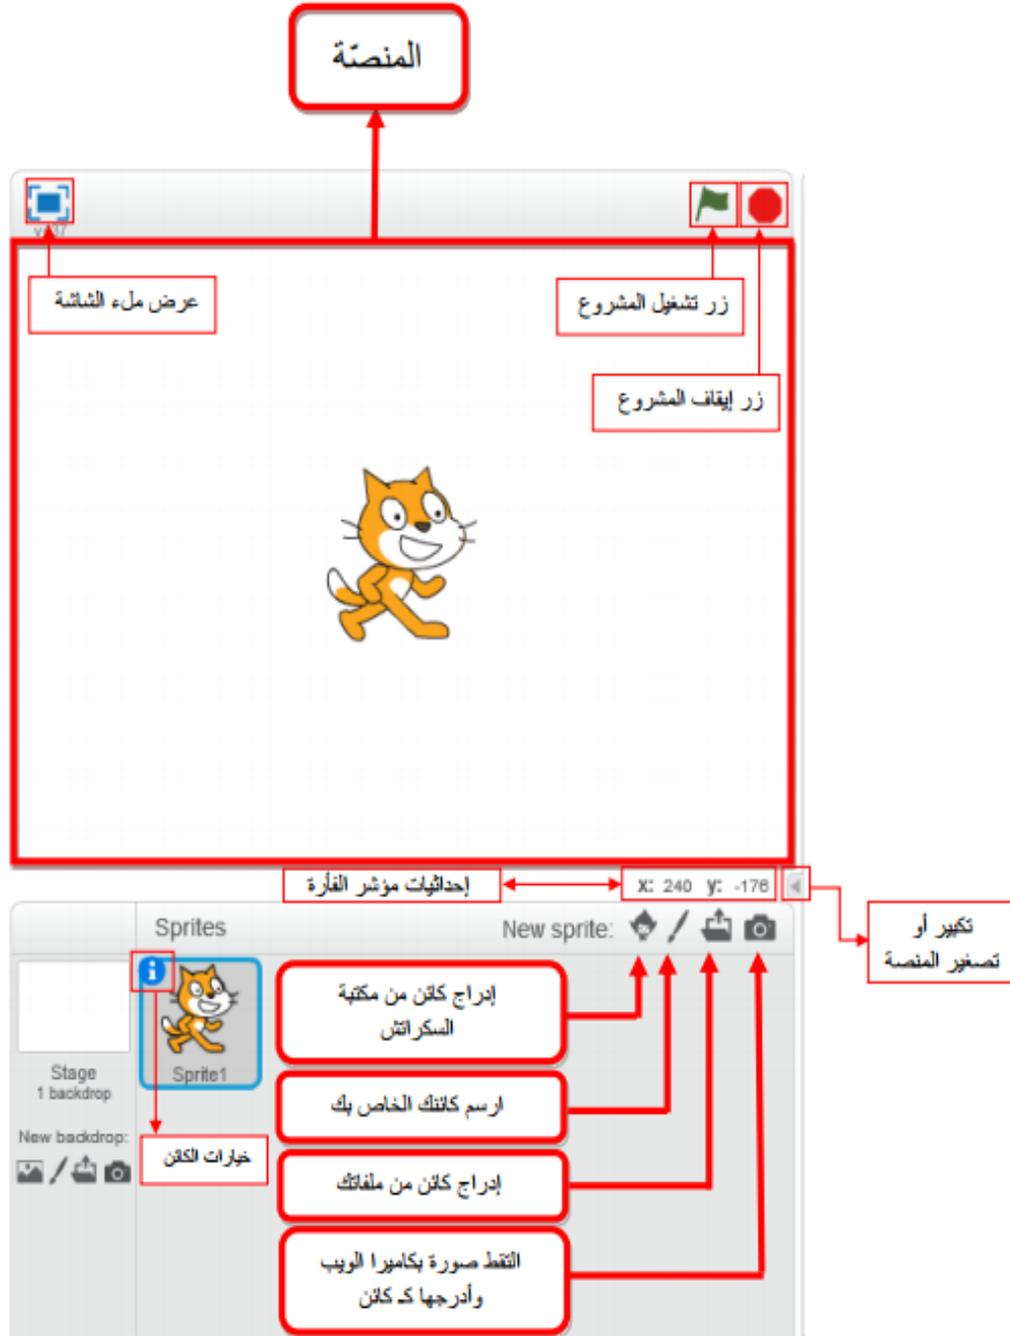 المنصّة
v437
عرض ملء الشاشة
زر تشغيل المشروع
زر إيقاف المشروع
إحداثيات مؤشر الفأرة
x: 240 y: -176
تكبير أو
تصغير المنصة
Sprites
New sprite:
إدراج كائن من مكتبة
السكراتش
Sprite1
Stage
1 backdrop
ارسم كائنك الخاص بك
New backdrop:
خيارات الكائن
إدراج كائن من ملفاتك
التقط صورة بكاميرا الويب
وأدرجها كـ كائن